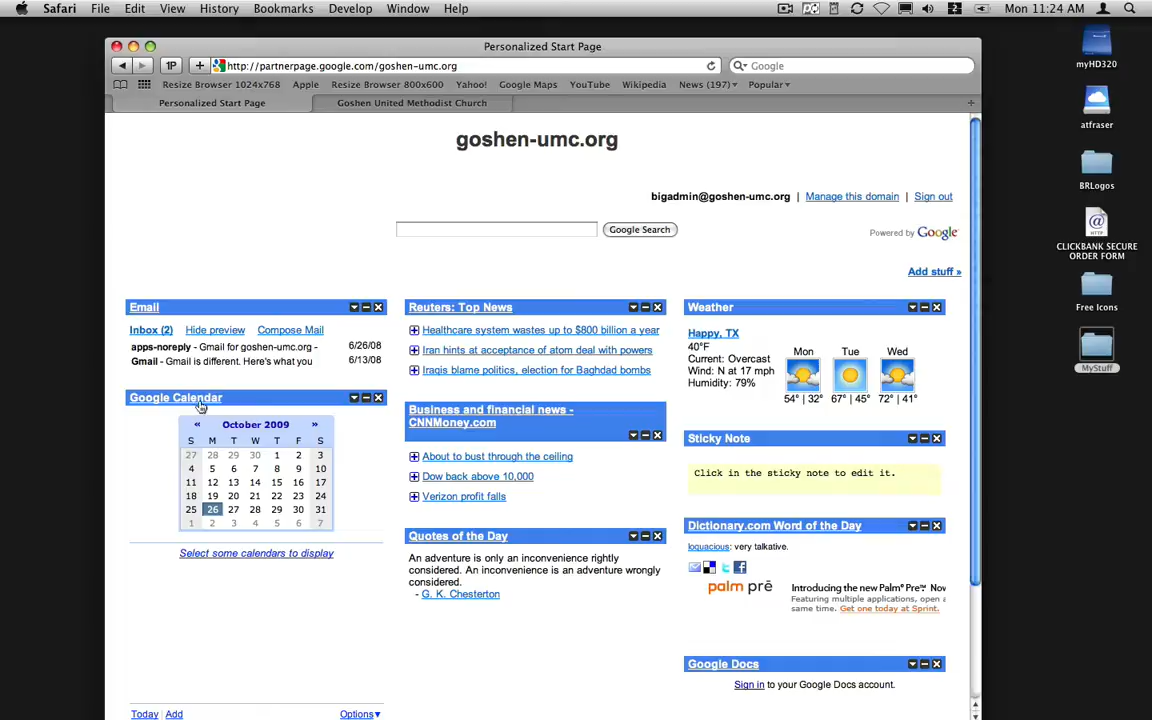 Safari File Edit View History Bookmarks Develop Window Help
Mon 11:24 AM
Personalized Start Page
1P
http://partnerpage.google.com/goshen-umc.org
Google
Resize Browser 1024x768 Apple Resize Browser 800x600 Yahoo! Google Maps YouTube Wikipedia News (197) Popular
Personalized Start Page
Goshen United Methodist Church
goshen-umc.org
bigadmin@goshen-umc.org | Manage this domain | Sign out
Google Search
Powered by Google
Add stuff »
Email
Inbox (2) Hide preview Compose Mail
apps-noreply - Gmail for goshen-umc.org - 6/26/08
Gmail - Gmail is different. Here's what you 6/13/08
Google Calendar
« October 2009 »
S M T W T F S
27 28 29 30 1 2 3
4 5 6 7 8 9 10
11 12 13 14 15 16 17
18 19 20 21 22 23 24
25 26 27 28 29 30 31
1 2 3 4 5 6 7
Select some calendars to display
Today | Add Options▼
Reuters: Top News
Healthcare system wastes up to $800 billion a year
Iran hints at acceptance of atom deal with powers
Iraqis blame politics, election for Baghdad bombs
Business and financial news -
CNNMoney.com
About to bust through the ceiling
Dow back above 10,000
Verizon profit falls
Quotes of the Day
An adventure is only an inconvenience rightly
considered. An inconvenience is an adventure wrongly
considered.
- G. K. Chesterton
Weather
Happy, TX
40°F
Current: Overcast
Wind: N at 17 mph
Humidity: 79%
Mon Tue Wed
54° | 32° 67° | 45° 72° | 41°
Sticky Note
Click in the sticky note to edit it.
Dictionary.com Word of the Day
loquacious: very talkative.
palm prē
Introducing the new Palm® Pre™. Now
Featuring multiple applications, open a
same time. Get one today at Sprint.
Google Docs
Sign in to your Google Docs account.
myHD320
atfraser
BRLogos
HTTP
CLICKBANK SECURE
ORDER FORM
Free Icons
MyStuff